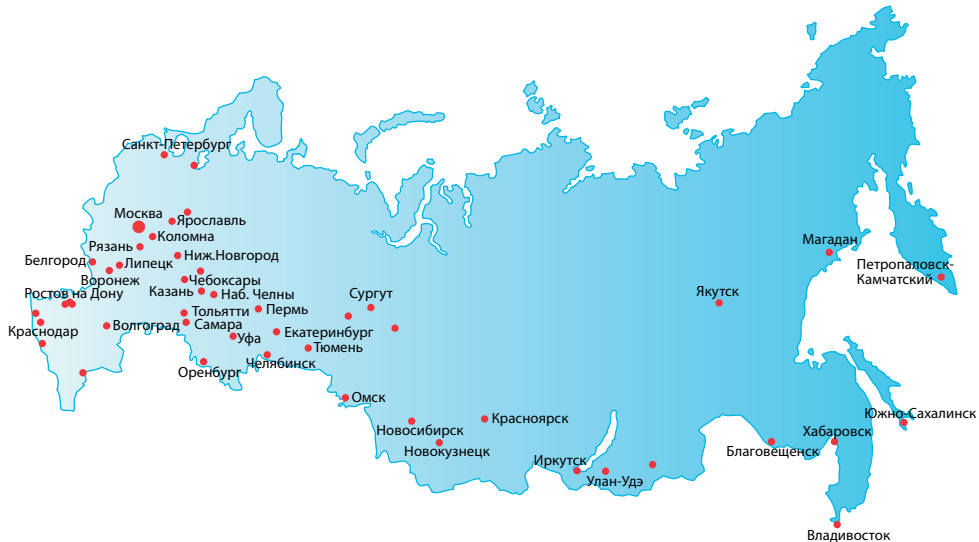 Санкт-Петербург
Москва
Ярославль
Коломна
Рязань
Белгород
Липецк
Ниж.Новгород
Воронеж
Чебоксары
Ростов на Дону
Казань
Наб. Челны
Сургут
Пермь
Краснодар
Волгоград
Тольятти
Самара
Екатеринбург
Уфа
Тюмень
Челябинск
Оренбург
Омск
Новосибирск
Красноярск
Новокузнецк
Иркутск
Улан-Удэ
Якутск
Магадан
Петропаловск-
Камчатский
Южно-Сахалинск
Хабаровск
Благовещенск
Владивосток